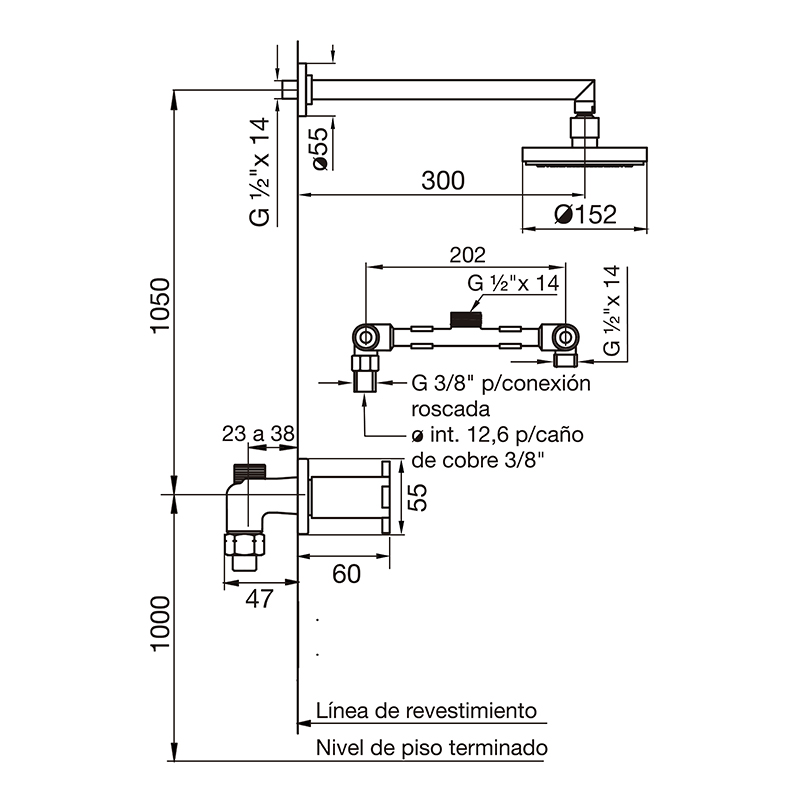 G ½"x 14
ø55
300
ø152
202
G ½"x 14
G ½"x 14
1050
G 3/8" p/conexión
roscada
ø int. 12,6 p/caño
de cobre 3/8"
23 a 38
55
60
47
1000
Línea de revestimiento
Nivel de piso terminado